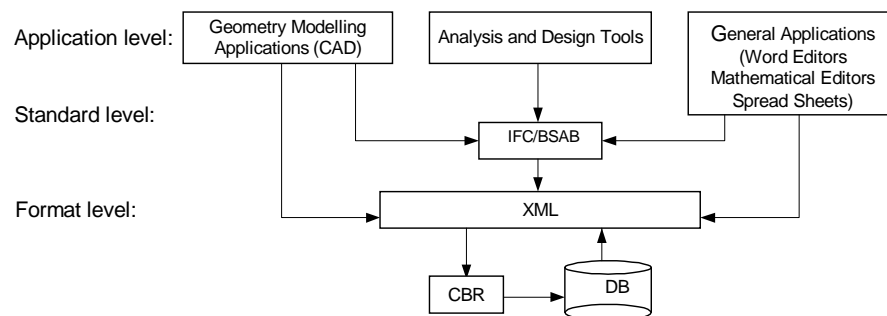 Application level:
Geometry Modelling
Applications (CAD)
Analysis and Design Tools
General Applications
(Word Editors
Mathematical Editors
Spread Sheets)
Standard level:
IFC/BSAB
Format level:
XML
CBR
DB